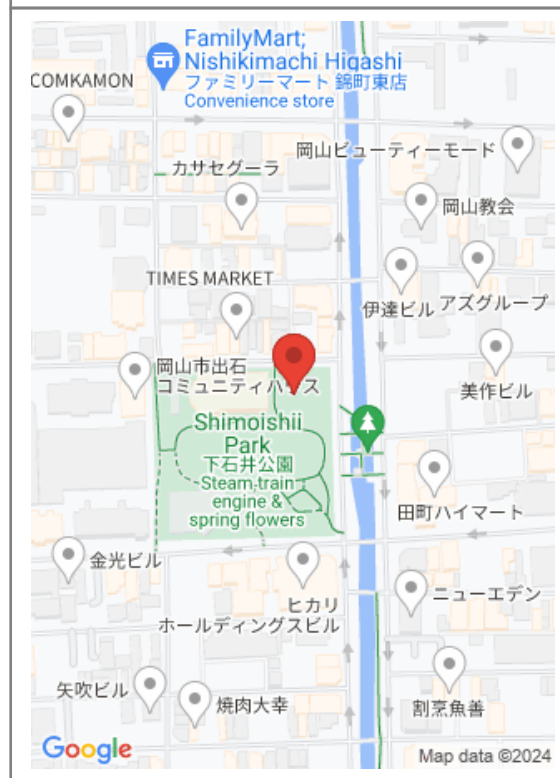 FamilyMart;
Nishikimachi Higashi
ファミリーマート 錦町東店
Convenience store
COMKAMON
岡山ビューティーモード
カサセグーラ
岡山教会
TIMES MARKET
伊達ビル
アズグループ
岡山市出石
コミュニティハウス
美作ビル
Shimoishii
Park
下石井公園
Steam train
engine &
spring flowers
田町ハイマート
金光ビル
ヒカリ
ホールディングスビル
ニューエデン
矢吹ビル
焼肉大幸
割烹魚善
Google
Map data ©2024